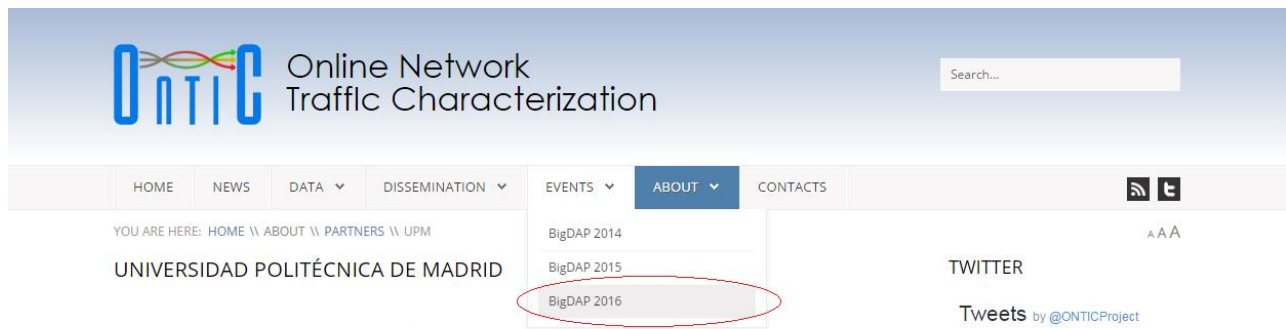 ONTIC
Online Network
Traffic Characterization
Search...
HOME NEWS DATA DISSEMINATION EVENTS ABOUT CONTACTS
YOU ARE HERE: HOME \\ ABOUT \\ PARTNERS \\ UPM
A A A
BigDAP 2014
UNIVERSIDAD POLITÉCNICA DE MADRID
BigDAP 2015
BigDAP 2016
TWITTER
Tweets by @ONTICProject